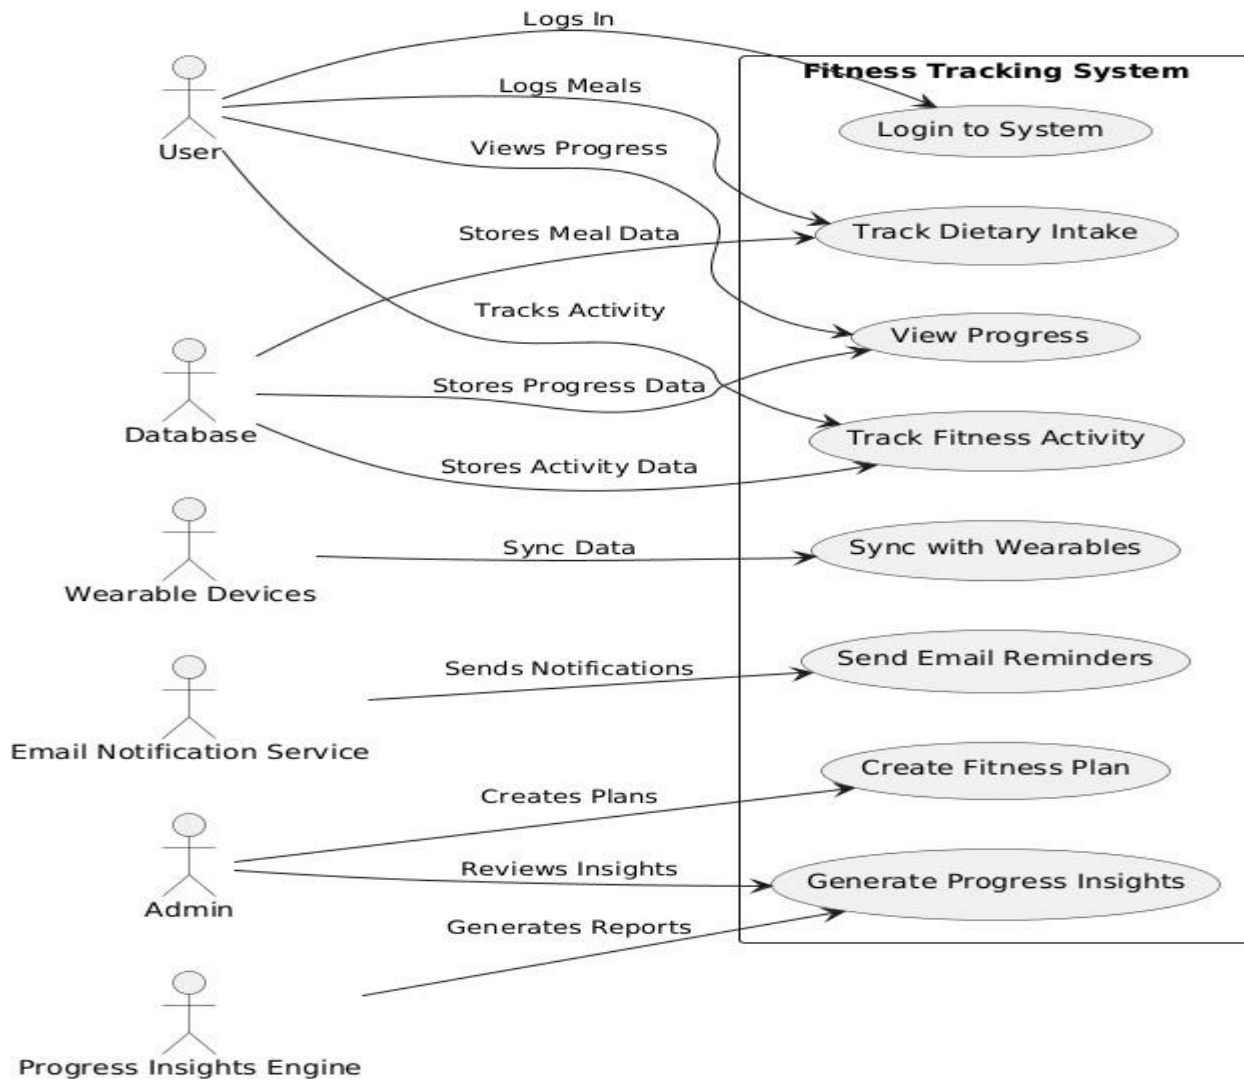 Logs In
Fitness Tracking System
Logs Meals
Login to System
User
Views Progress
Stores Meal Data
Track Dietary Intake
Tracks Activity
View Progress
Stores Progress Data
Database
Track Fitness Activity
Stores Activity Data
Sync Data
Sync with Wearables
Wearable Devices
Sends Notifications
Send Email Reminders
Email Notification Service
Create Fitness Plan
Creates Plans
Reviews Insights
Generate Progress Insights
Admin
Generates Reports
Progress Insights Engine